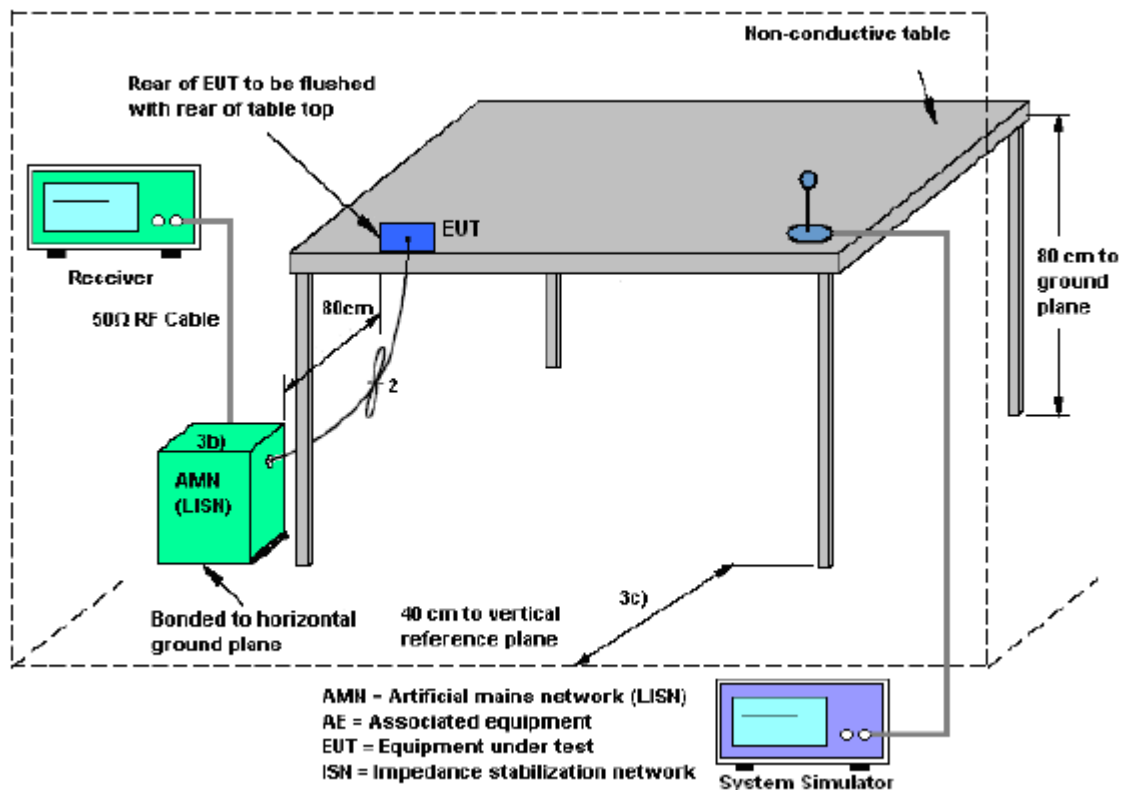 Non-conductive table
Rear of EUT to be flushed
with rear of table top
EUT
Receiver
80cm
80 cm to
ground
plane
50Ω RF Cable
2
3b)
AMN
(LISN)
Bonded to horizontal
ground plane
3c)
40 cm to vertical
reference plane
AMN = Artificial mains network (LISN)
AE = Associated equipment
EUT = Equipment under test
ISN = Impedance stabilization network
System Simulator